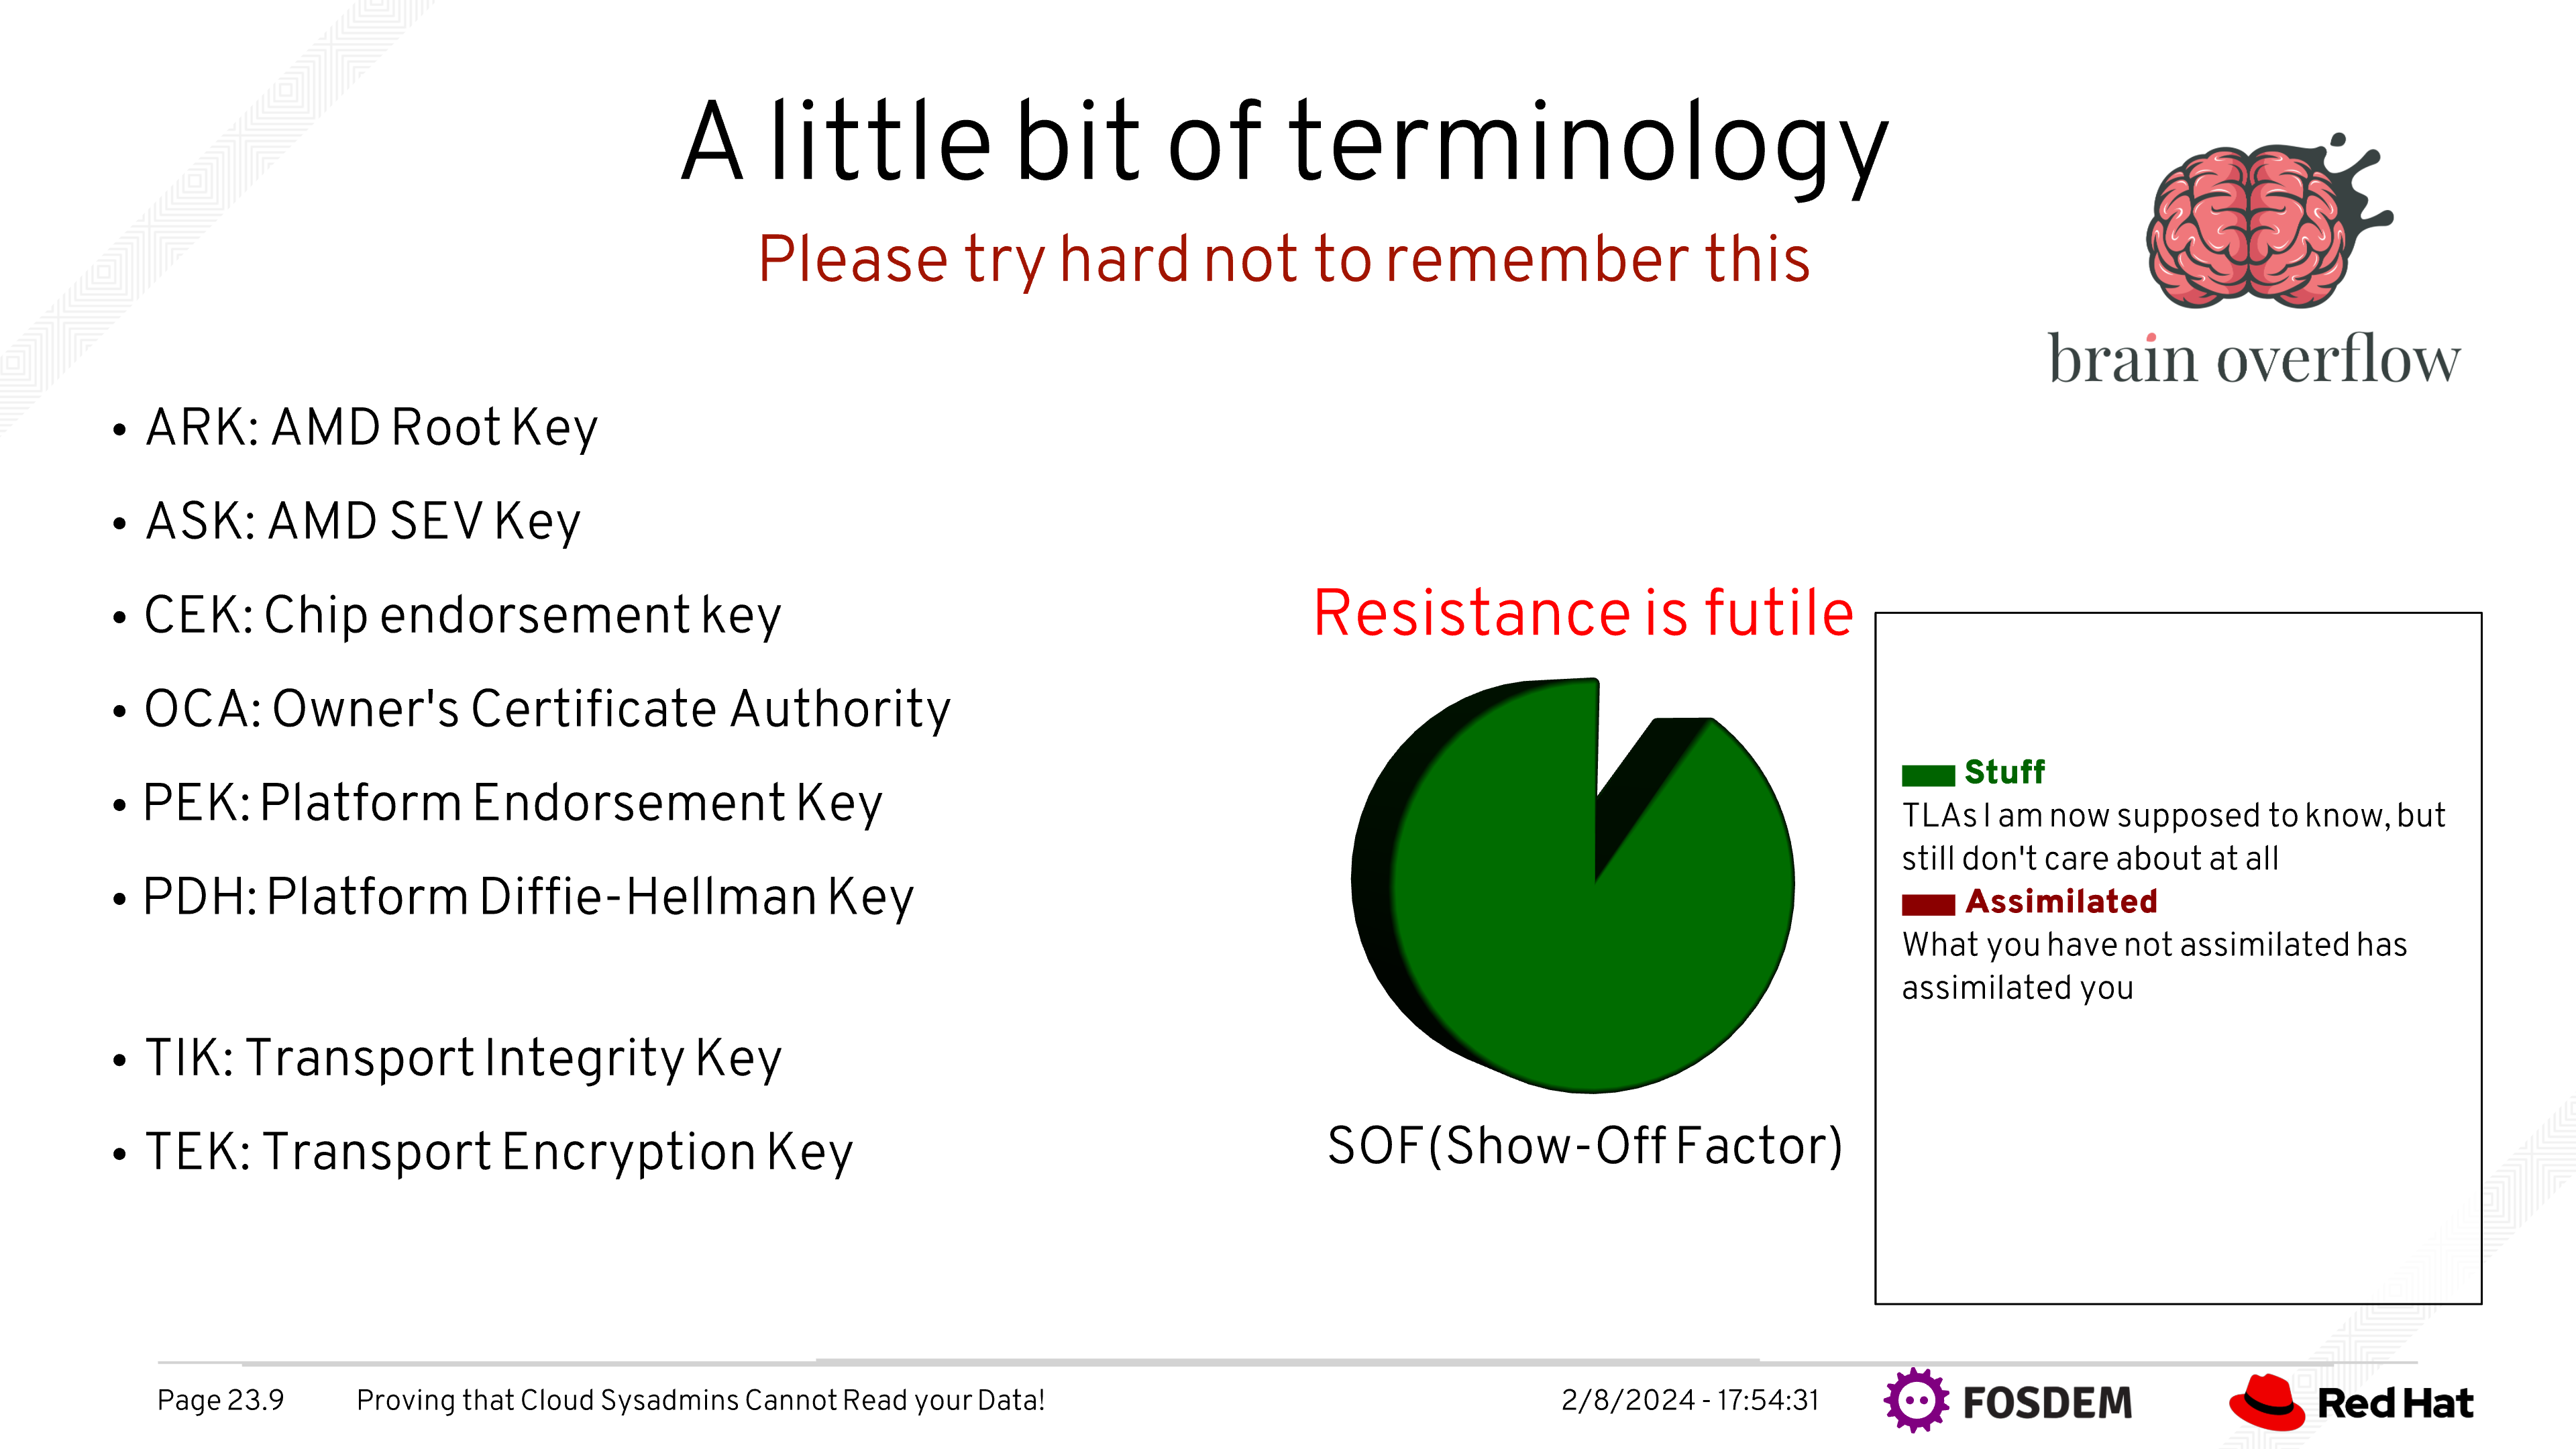 A little bit of terminology
Please try hard not to remember this
brain overflow
• ARK: AMD Root Key
• ASK: AMD SEV Key
• CEK: Chip endorsement key
• OCA: Owner's Certificate Authority
• PEK: Platform Endorsement Key
• PDH: Platform Diffie-Hellman Key
• TIK: Transport Integrity Key
• TEK: Transport Encryption Key
Resistance is futile
SOF(Show-Off Factor)
Stuff
TLAs I am now supposed to know, but
still don't care about at all
Assimilated
What you have not assimilated has
assimilated you
Page 23.9
Proving that Cloud Sysadmins Cannot Read your Data!
2/8/2024 - 17:54:31
FOSDEM
Red Hat